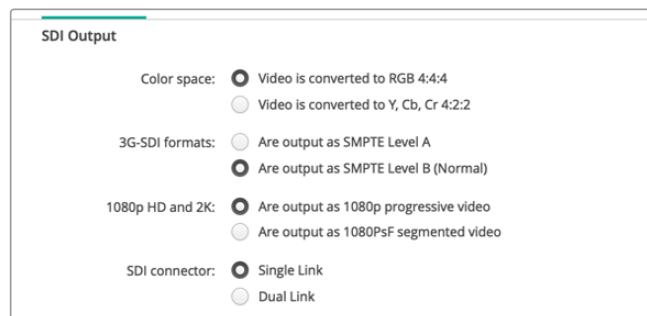 SDI Output
Color space: Video is converted to RGB 4:4:4
Video is converted to Y, Cb, Cr 4:2:2
3G-SDI formats: Are output as SMPTE Level A
Are output as SMPTE Level B (Normal)
1080p HD and 2K: Are output as 1080p progressive video
Are output as 1080PsF segmented video
SDI connector: Single Link
Dual Link